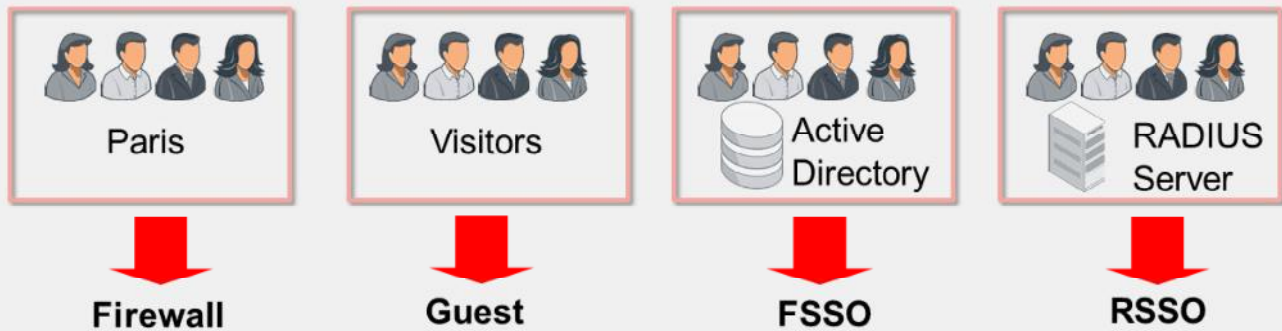 Paris
Visitors
Active
Directory
RADIUS
Server
Firewall
Guest
FSSO
RSSO